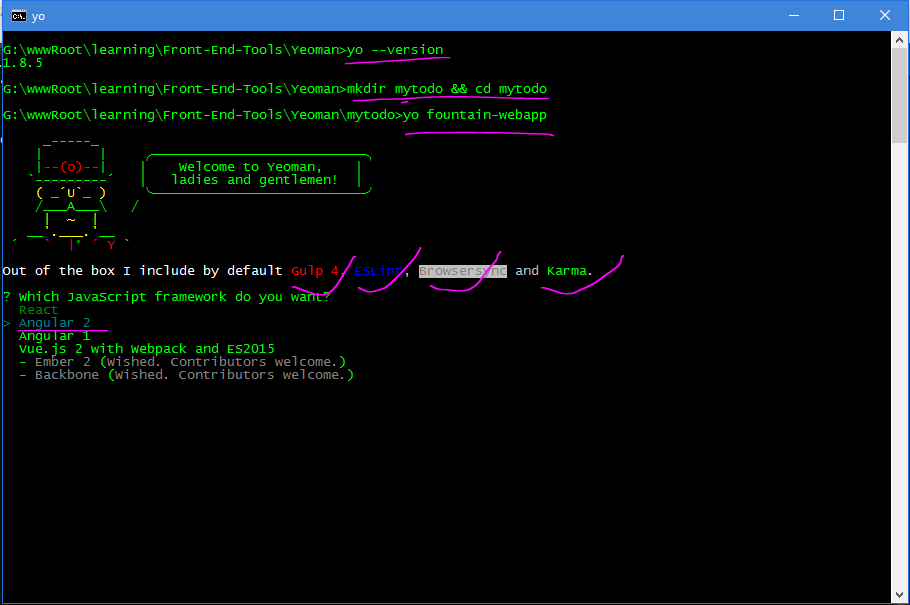 yo
G:\wwwRoot\learning\Front-End-Tools\Yeoman>yo --version
1.8.5
G:\wwwRoot\learning\Front-End-Tools\Yeoman>mkdir mytodo && cd mytodo
G:\wwwRoot\learning\Front-End-Tools\Yeoman\mytodo>yo fountain-webapp
Welcome to Yeoman,
ladies and gentlemen!
Out of the box I include by default Gulp 4, ESLint, Browsersync and Karma.
? Which JavaScript framework do you want?
React
> Angular 2
Angular 1
Vue.js 2 with Webpack and ES2015
- Ember 2 (Wished. Contributors welcome.)
- Backbone (Wished. Contributors welcome.)